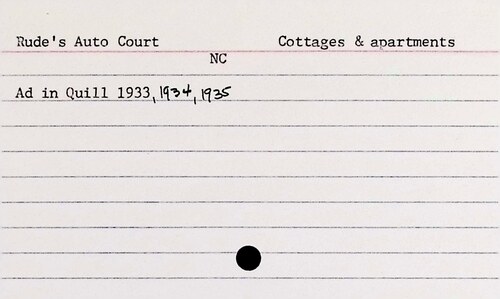 Rude's Auto Court Cottages & apartments
NC
Ad in Quill 1933, 1934, 1935